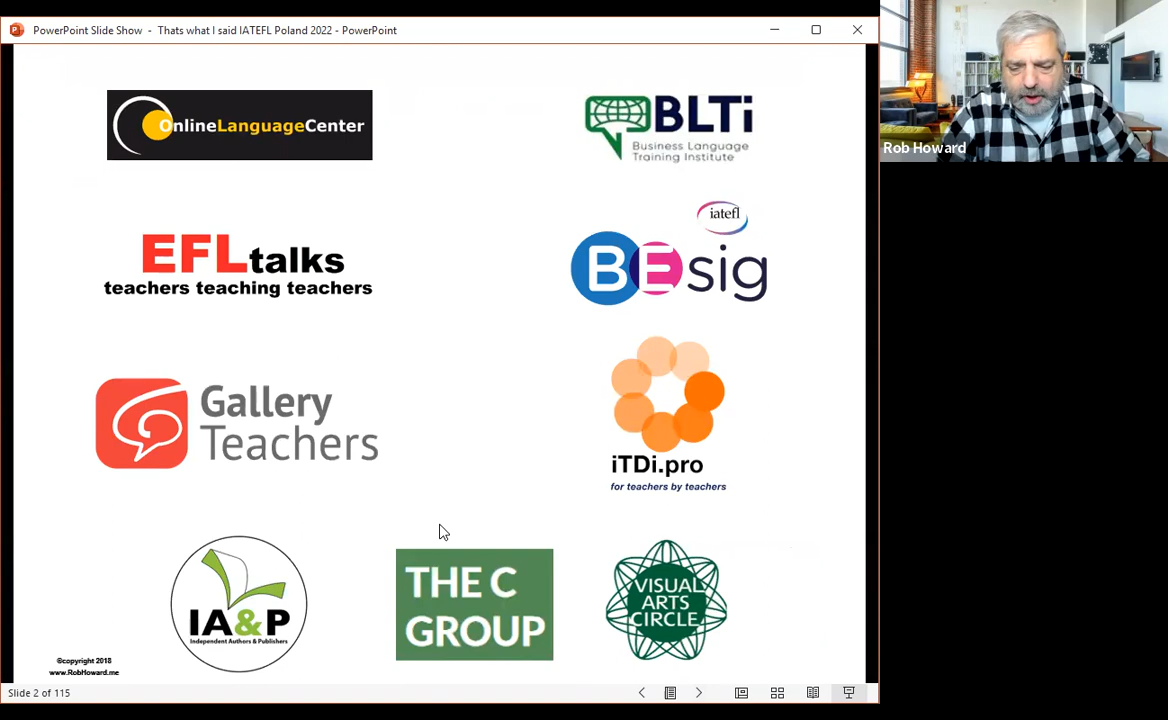 PowerPoint Slide Show - Thats what I said IATEFL Poland 2022 - PowerPoint
Rob Howard
OnlineLanguageCenter
BLTi
Business Language
Training Institute
EFLtalks
teachers teaching teachers
iatefl
BEsig
Gallery
Teachers
iTDi.pro
for teachers by teachers
IA&P
Independent Authors & Publishers
THE C
GROUP
VISUAL
ARTS
CIRCLE
©copyright 2018
www.RobHoward.me
Slide 2 of 115